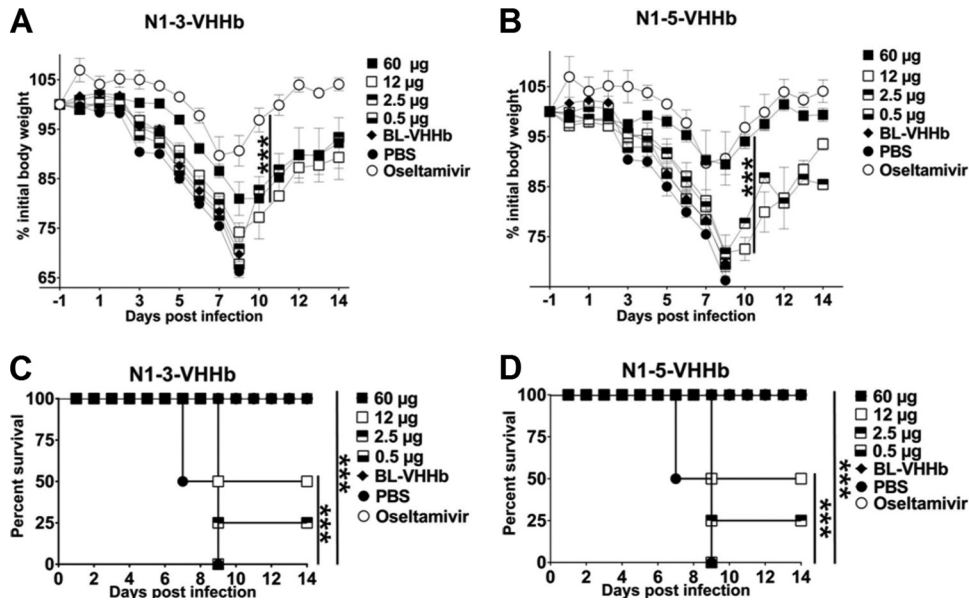 A
N1-3-VHHb
% initial body weight
105
95
85
75
65
-1 1 3 5 7 10 12 14
Days post infection
60 µg
12 µg
2.5 µg
0.5 µg
BL-VHHb
PBS
Oseltamivir
***
B
N1-5-VHHb
% initial body weight
105
95
85
75
65
-1 1 3 5 7 10 12 14
Days post infection
60 µg
12 µg
2.5 µg
0.5 µg
BL-VHHb
PBS
Oseltamivir
***
C
N1-3-VHHb
Percent survival
100
75
50
25
0
0 2 4 6 8 10 12 14
Days post infection
60 µg
12 µg
2.5 µg
0.5 µg
BL-VHHb
PBS
Oseltamivir
***
***
D
N1-5-VHHb
Percent survival
100
75
50
25
0
0 2 4 6 8 10 12 14
Days post infection
60 µg
12 µg
2.5 µg
0.5 µg
BL-VHHb
PBS
Oseltamivir
***
***